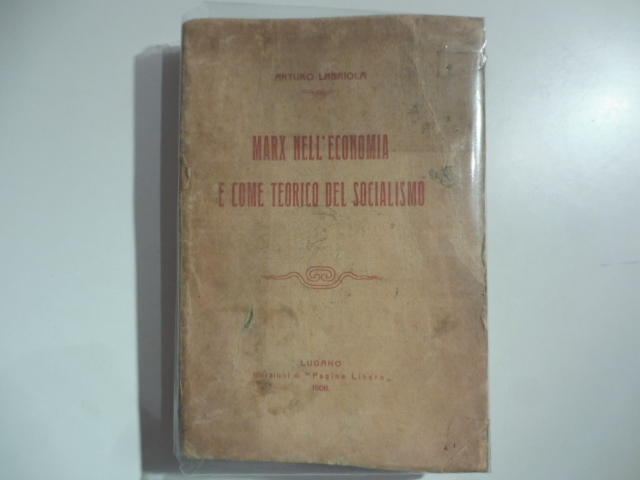 ARTURO LABRIOLA
MARX NELL'ECONOMIA
E COME TEORICO DEL SOCIALISMO
LUGANO
Edizioni di "Pagine Libere"
1908.